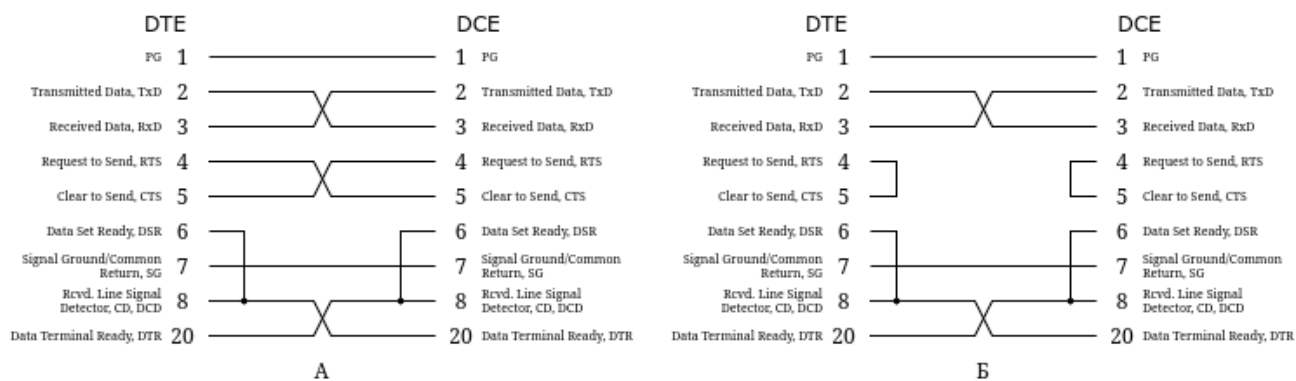 DTE DCE DTE DCE
PG 1 1 PG PG 1 1 PG
Transmitted Data, TxD 2 2 Transmitted Data, TxD Transmitted Data, TxD 2 2 Transmitted Data, TxD
Received Data, RxD 3 3 Received Data, RxD Received Data, RxD 3 3 Received Data, RxD
Request to Send, RTS 4 4 Request to Send, RTS Request to Send, RTS 4 4 Request to Send, RTS
Clear to Send, CTS 5 5 Clear to Send, CTS Clear to Send, CTS 5 5 Clear to Send, CTS
Data Set Ready, DSR 6 6 Data Set Ready, DSR Data Set Ready, DSR 6 6 Data Set Ready, DSR
Signal Ground/Common Signal Ground/Common Signal Ground/Common Signal Ground/Common
7 7 7 7
Return, SG Return, SG Return, SG Return, SG
Rcvd. Line Signal Rcvd. Line Signal Rcvd. Line Signal Rcvd. Line Signal
8 8 8 8
Detector, CD, DCD Detector, CD, DCD Detector, CD, DCD Detector, CD, DCD
Data Terminal Ready, DTR 20 20 Data Terminal Ready, DTR Data Terminal Ready, DTR 20 20 Data Terminal Ready, DTR
А Б